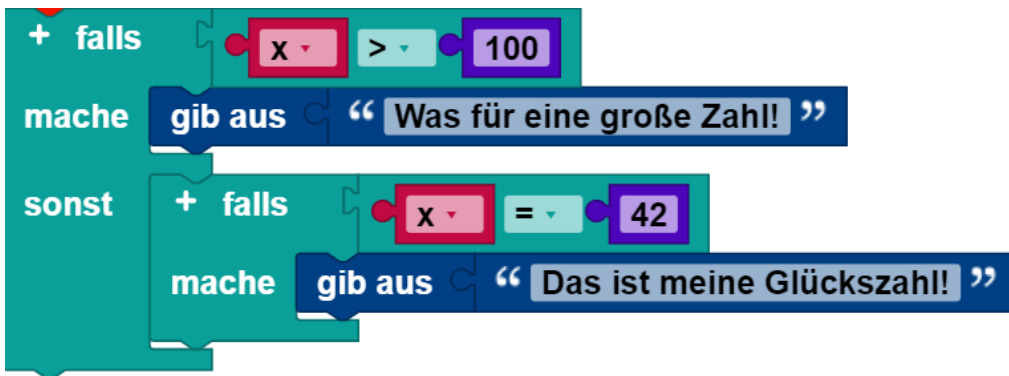 + falls x > 100
mache gib aus “ Was für eine große Zahl! ”
sonst + falls x = 42
mache gib aus “ Das ist meine Glückszahl! ”